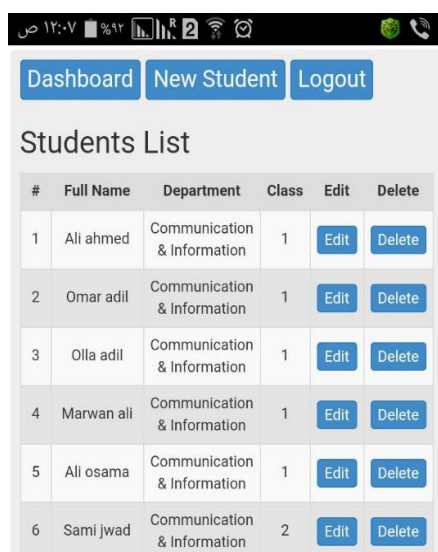 ص ١٢:٠٧ %٩٢ R 2
Dashboard New Student Logout
Students List
# Full Name Department Class Edit Delete
1 Ali ahmed Communication & Information 1 Edit Delete
2 Omar adil Communication & Information 1 Edit Delete
3 Olla adil Communication & Information 1 Edit Delete
4 Marwan ali Communication & Information 1 Edit Delete
5 Ali osama Communication & Information 1 Edit Delete
6 Sami jwad Communication & Information 2 Edit Delete